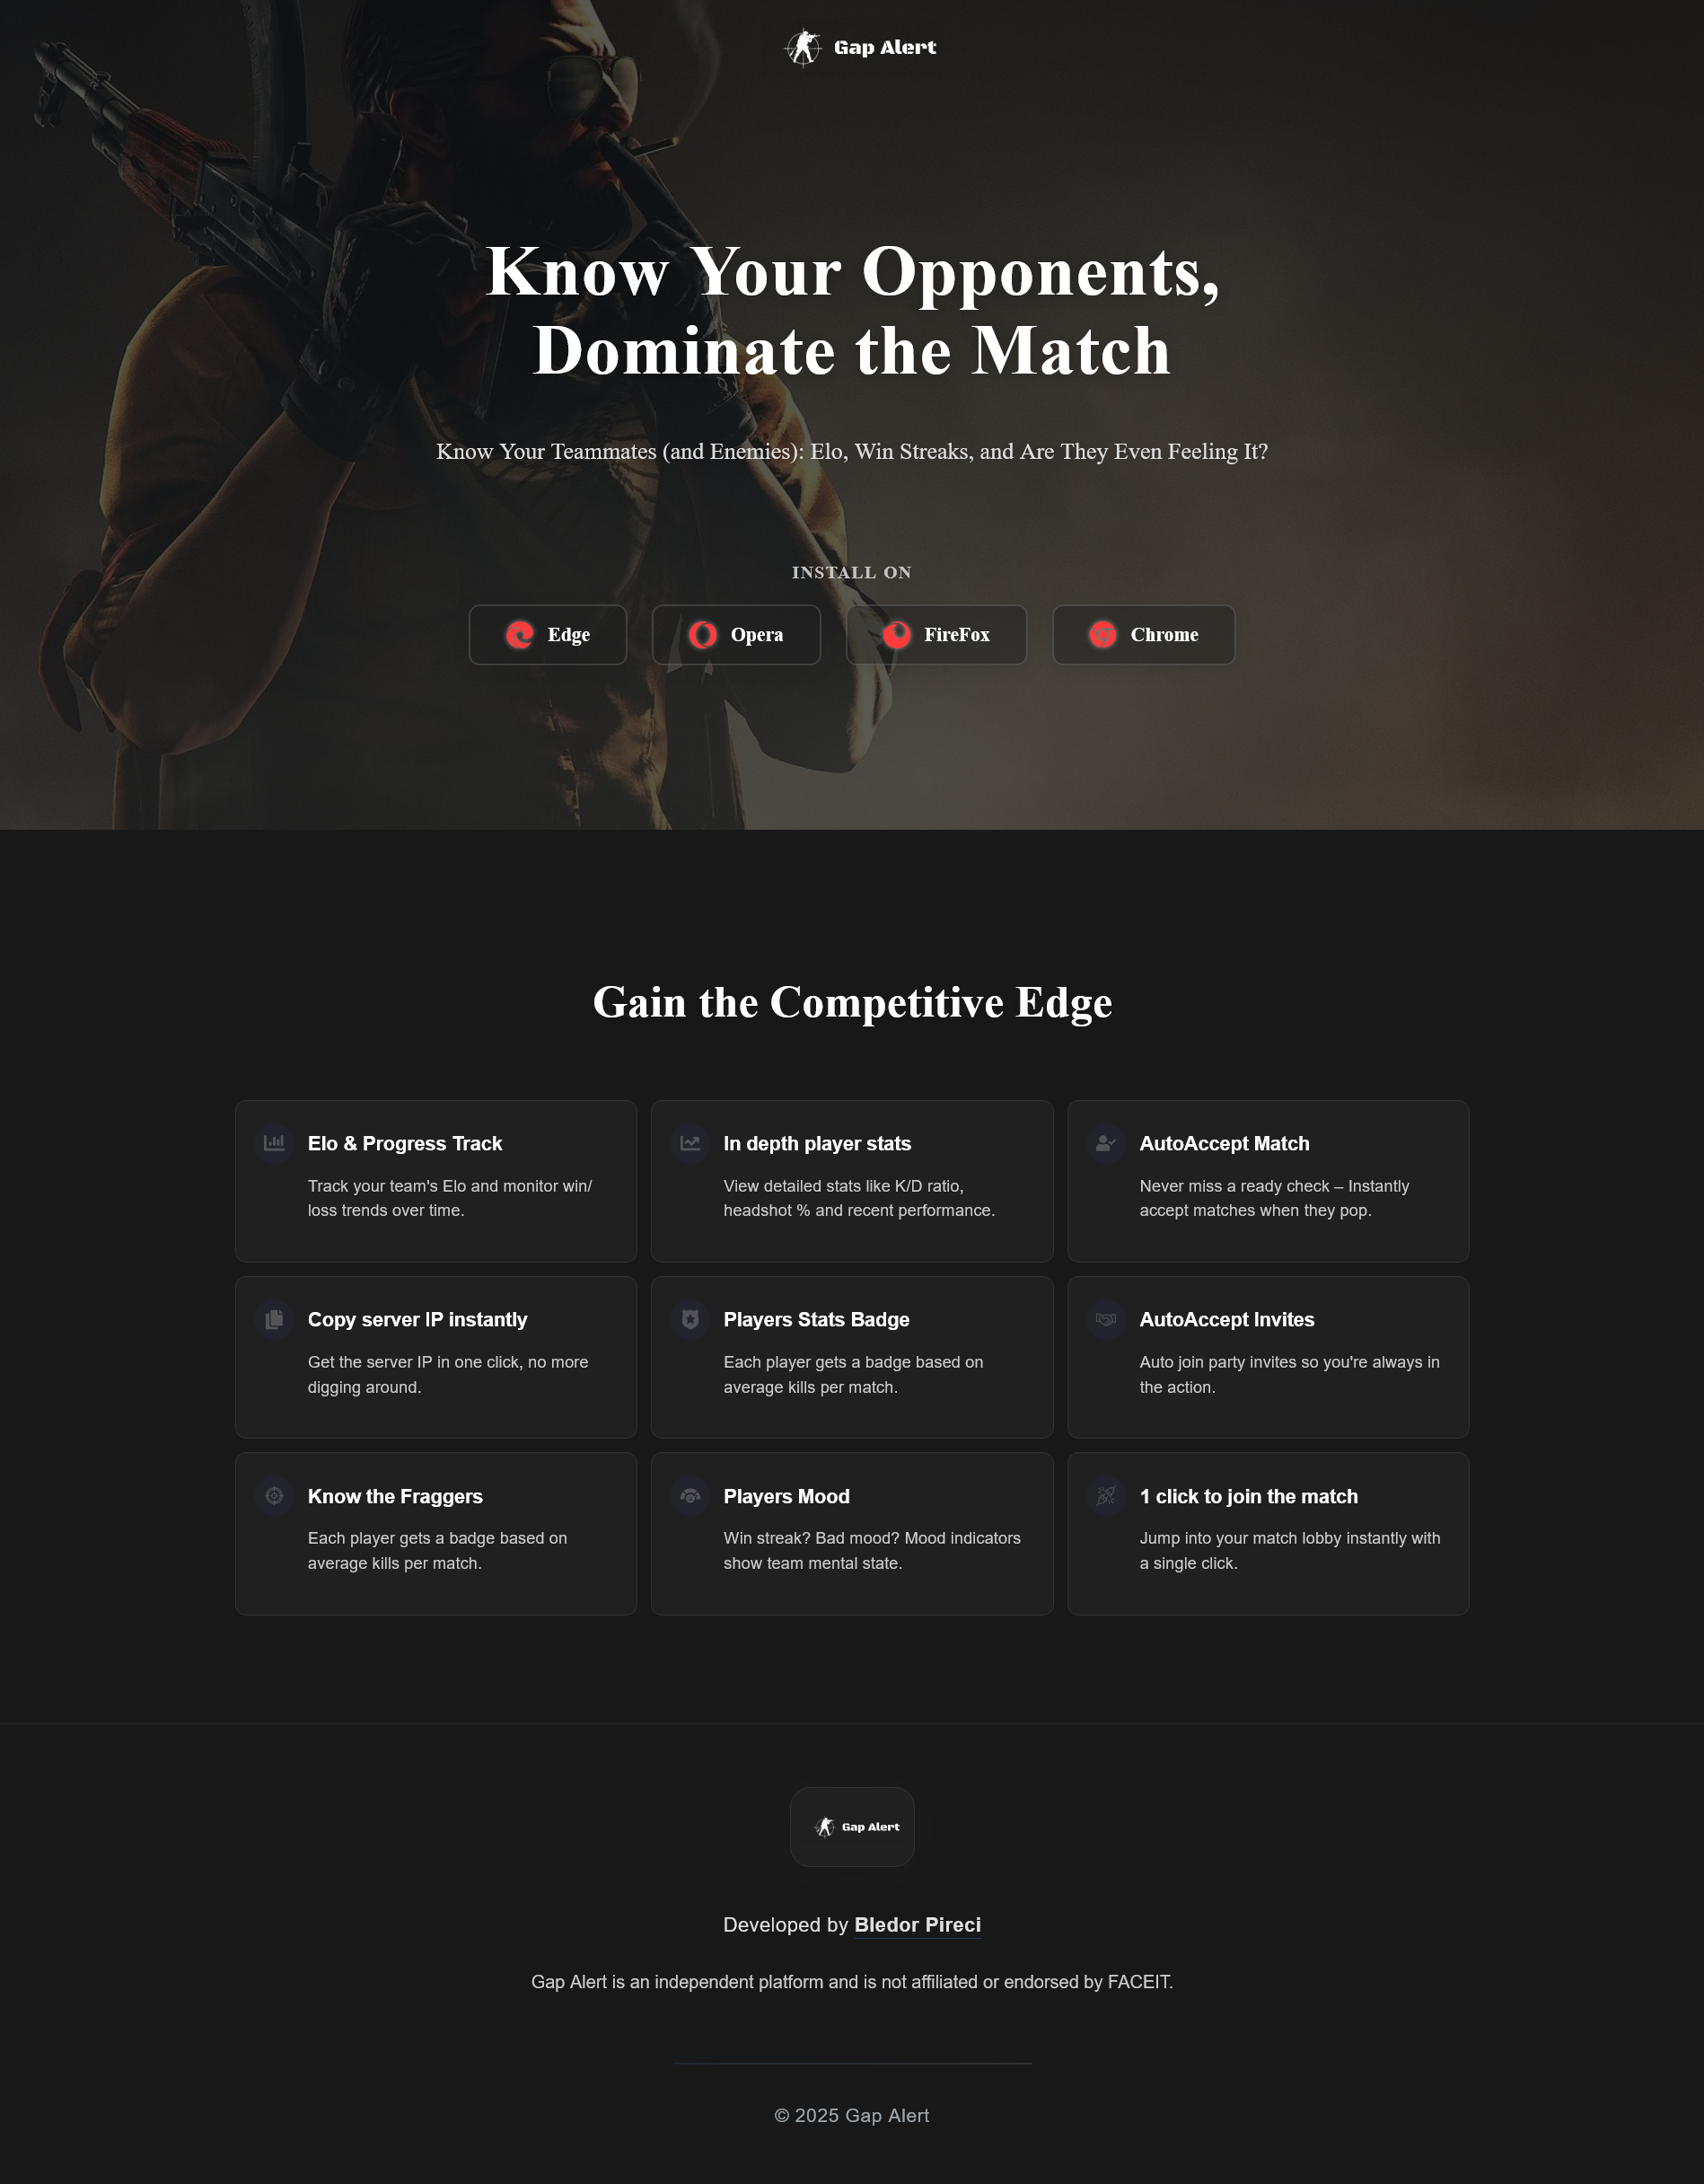 Gap Alert
Know Your Opponents,
Dominate the Match
Know Your Teammates (and Enemies): Elo, Win Streaks, and Are They Even Feeling It?
INSTALL ON
Edge
Opera
FireFox
Chrome
Gain the Competitive Edge
Elo & Progress Track
Track your team's Elo and monitor win/
loss trends over time.
In depth player stats
View detailed stats like K/D ratio,
headshot % and recent performance.
AutoAccept Match
Never miss a ready check – Instantly
accept matches when they pop.
Copy server IP instantly
Get the server IP in one click, no more
digging around.
Players Stats Badge
Each player gets a badge based on
average kills per match.
AutoAccept Invites
Auto join party invites so you're always in
the action.
Know the Fraggers
Each player gets a badge based on
average kills per match.
Players Mood
Win streak? Bad mood? Mood indicators
show team mental state.
1 click to join the match
Jump into your match lobby instantly with
a single click.
Gap Alert
Developed by Bledor Pireci
Gap Alert is an independent platform and is not affiliated or endorsed by FACEIT.
© 2025 Gap Alert